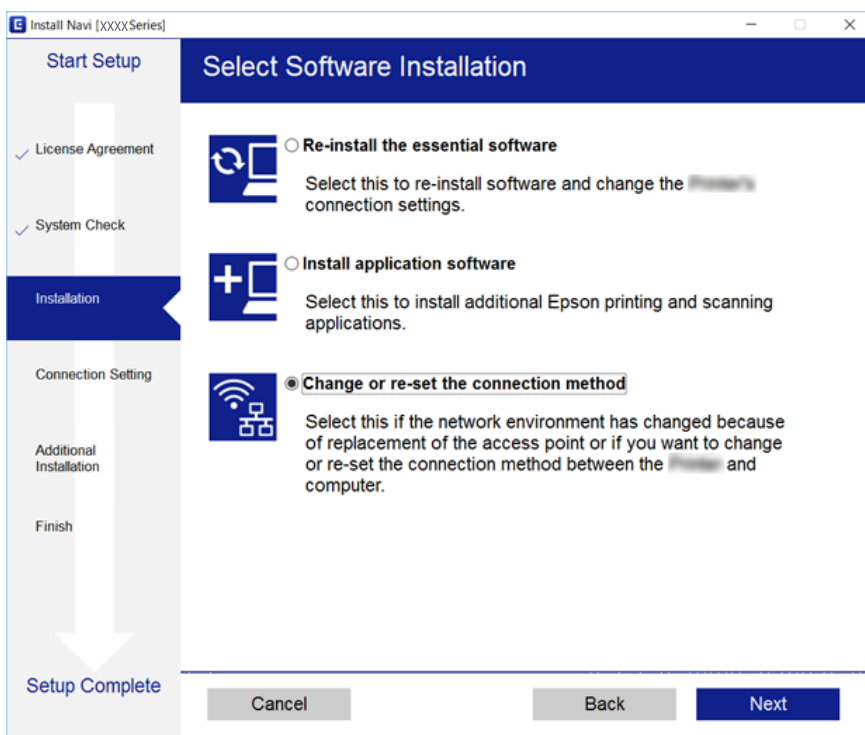 Install Navi [XXXX Series]
Start Setup
License Agreement
System Check
Installation
Connection Setting
Additional
Installation
Finish
Setup Complete
Select Software Installation
Re-install the essential software
Select this to re-install software and change the
connection settings.
Install application software
Select this to install additional Epson printing and scanning
applications.
Change or re-set the connection method
Select this if the network environment has changed because
of replacement of the access point or if you want to change
or re-set the connection method between the and
computer.
Cancel
Back
Next